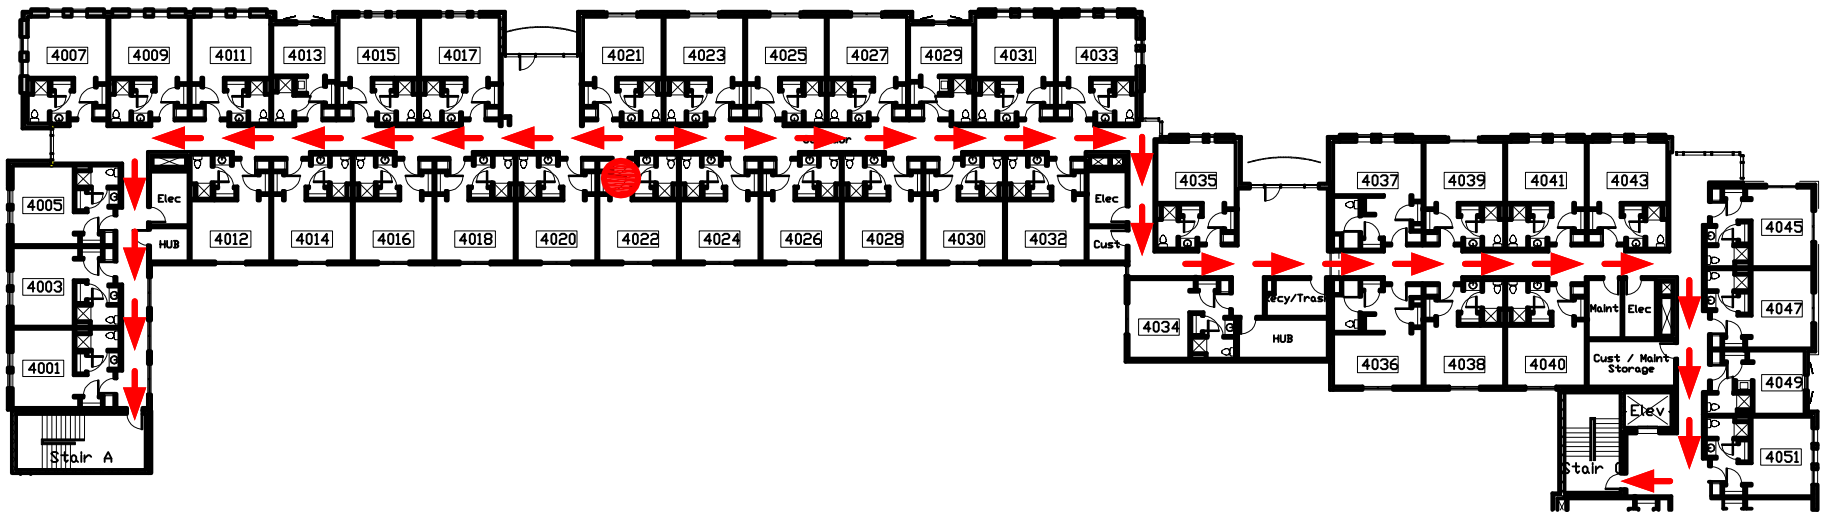 4007 4009 4011 4013 4015 4017 4021 4023 4025 4027 4029 4031 4033
4035 4037 4039 4041 4043
4005 Elec Elec 4045
4012 4014 4016 4018 4020 4022 4024 4026 4028 4030 4032
HUB Cust
4003 4047
Maint Elec
4034 HUB
4001 4036 4038 4040
Cust / Maint
Storage
4049
Elev
Stair A 4051
Stair